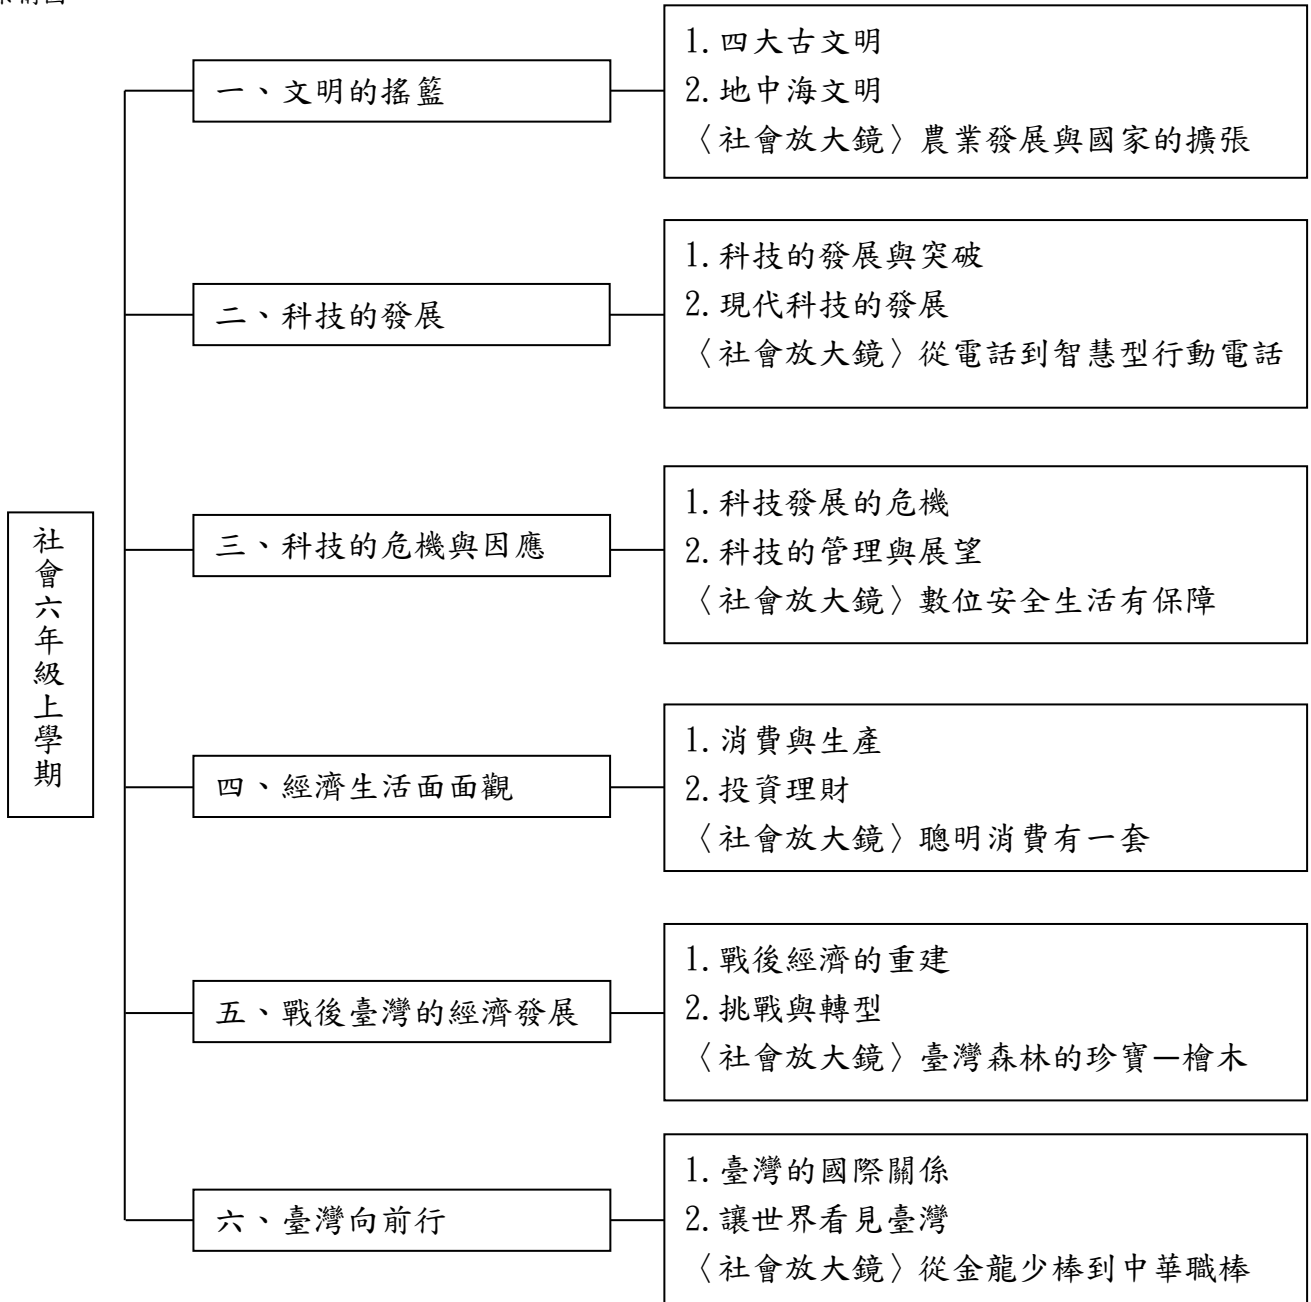 社會六年級上學期
一、文明的搖籃
1.四大古文明
2.地中海文明
〈社會放大鏡〉農業發展與國家的擴張
二、科技的發展
1.科技的發展與突破
2.現代科技的發展
〈社會放大鏡〉從電話到智慧型行動電話
三、科技的危機與因應
1.科技發展的危機
2.科技的管理與展望
〈社會放大鏡〉數位安全生活有保障
四、經濟生活面面觀
1.消費與生產
2.投資理財
〈社會放大鏡〉聰明消費有一套
五、戰後臺灣的經濟發展
1.戰後經濟的重建
2.挑戰與轉型
〈社會放大鏡〉臺灣森林的珍寶—檜木
六、臺灣向前行
1.臺灣的國際關係
2.讓世界看見臺灣
〈社會放大鏡〉從金龍少棒到中華職棒